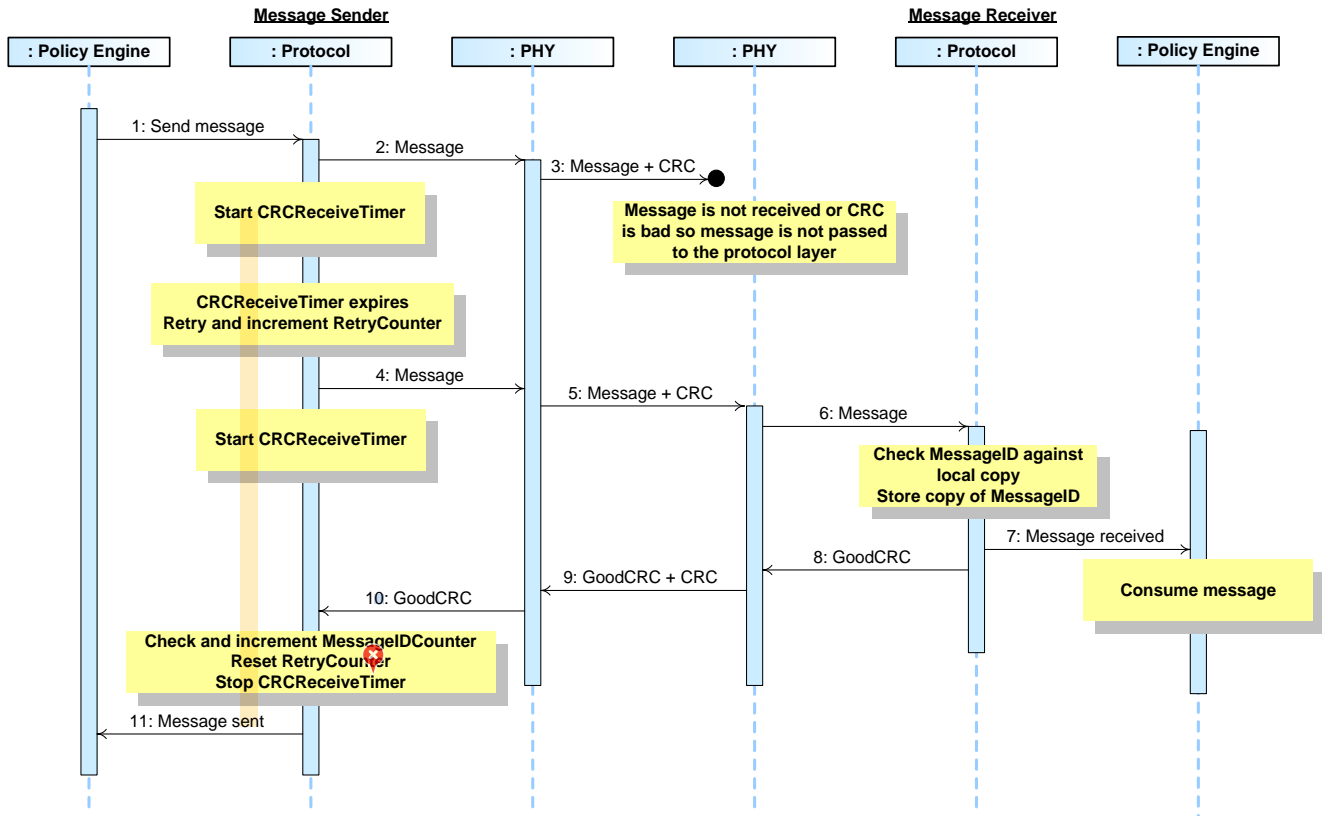 Message Sender
Message Receiver
: Policy Engine
: Protocol
: PHY
: PHY
: Protocol
: Policy Engine
1: Send message
2: Message
3: Message + CRC
Start CRCReceiveTimer
Message is not received or CRC
is bad so message is not passed
to the protocol layer
CRCReceiveTimer expires
Retry and increment RetryCounter
4: Message
5: Message + CRC
6: Message
Start CRCReceiveTimer
Check MessageID against
local copy
Store copy of MessageID
7: Message received
8: GoodCRC
9: GoodCRC + CRC
10: GoodCRC
Consume message
Check and increment MessageIDCounter
Reset RetryCounter
Stop CRCReceiveTimer
11: Message sent